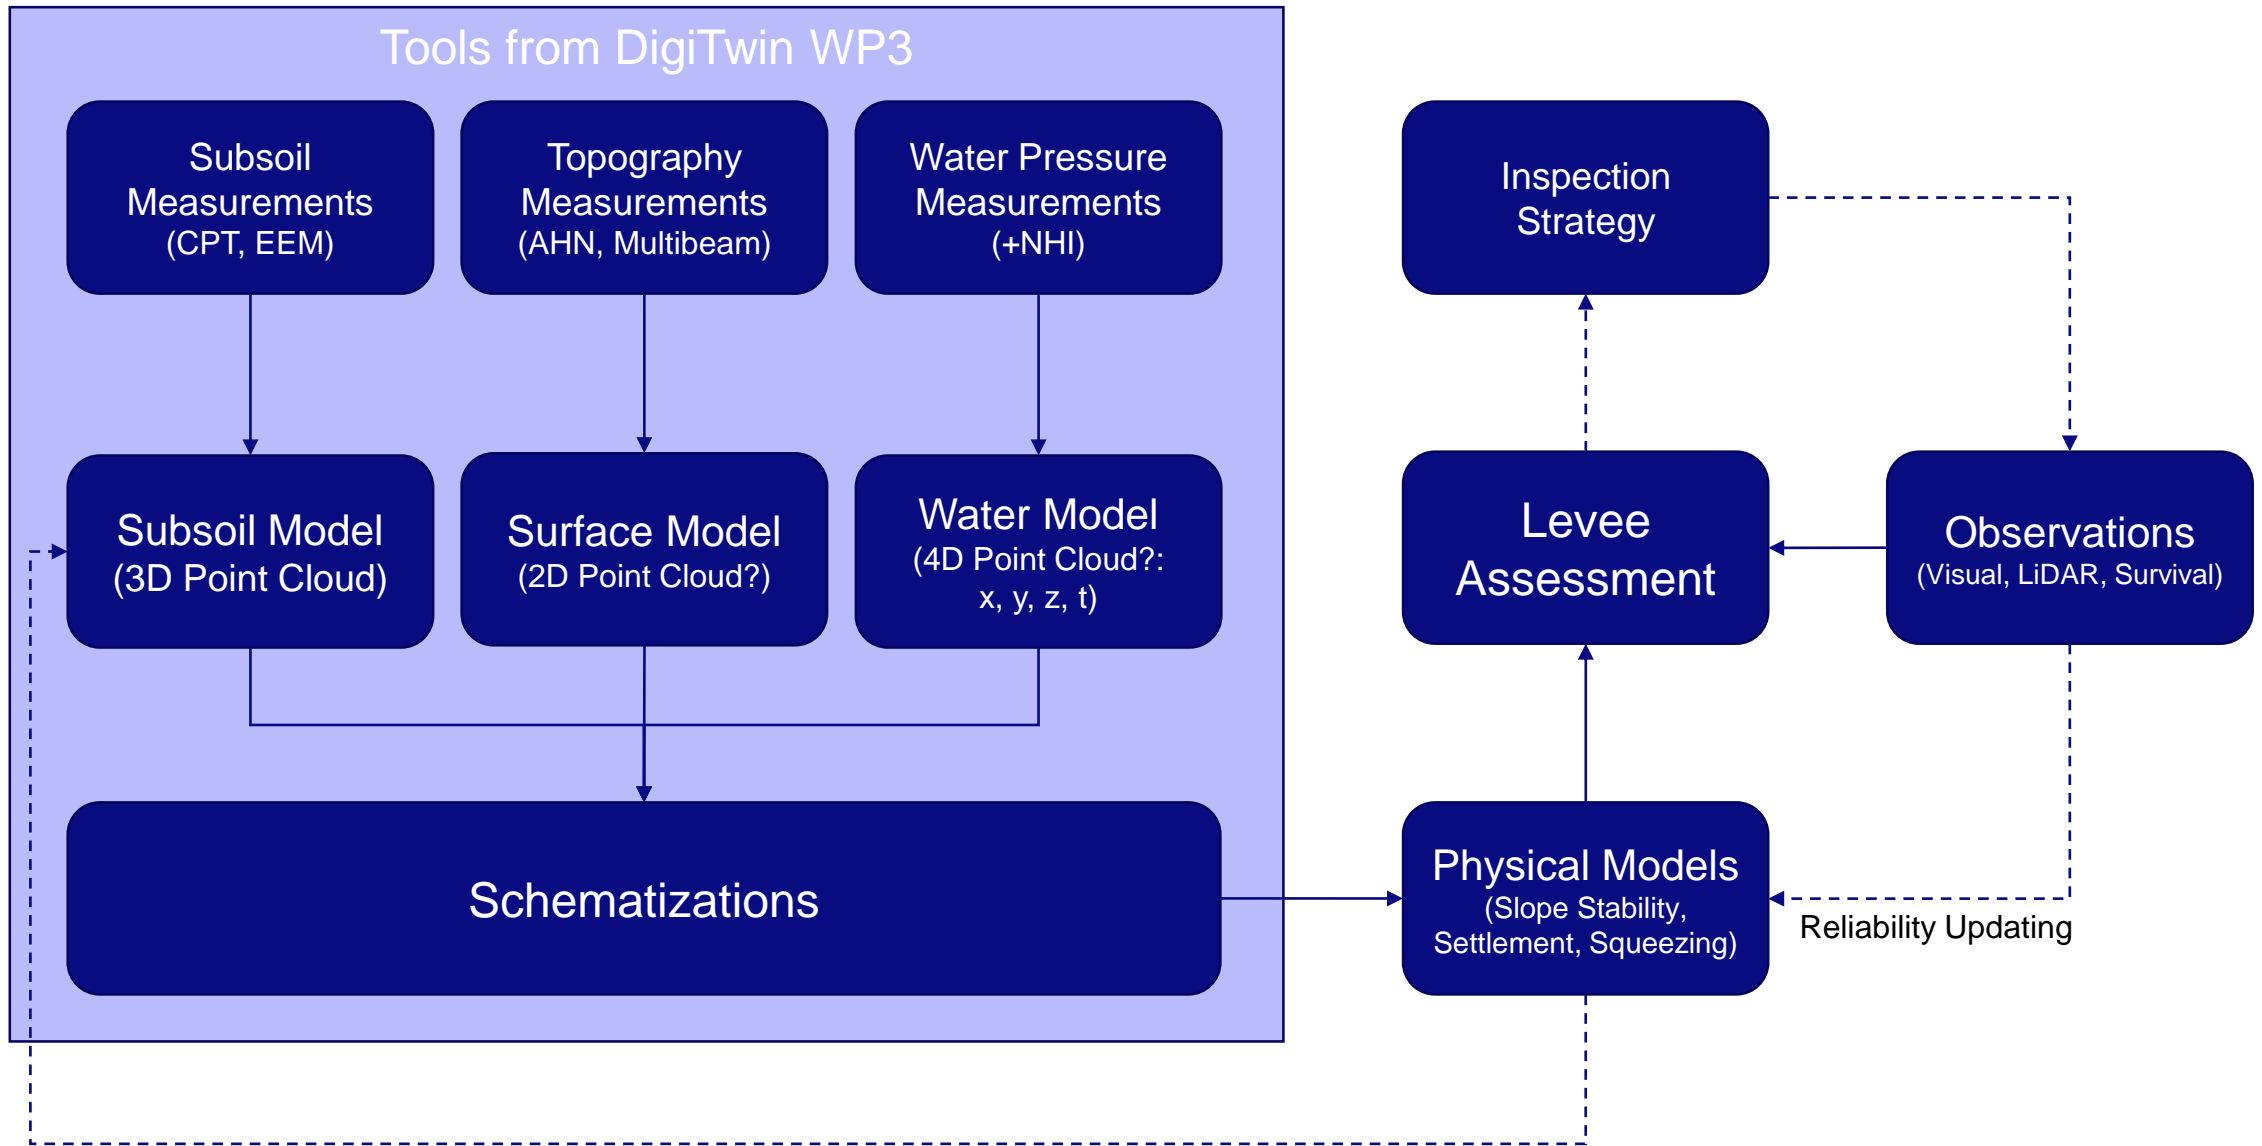 Tools from DigiTwin WP3
Subsoil
Measurements
(CPT, EEM)
Topography
Measurements
(AHN, Multibeam)
Water Pressure
Measurements
(+NHI)
Inspection
Strategy
Subsoil Model
(3D Point Cloud)
Surface Model
(2D Point Cloud?)
Water Model
(4D Point Cloud?:
x, y, z, t)
Levee
Assessment
Observations
(Visual, LiDAR, Survival)
Schematizations
Physical Models
(Slope Stability,
Settlement, Squeezing)
Reliability Updating